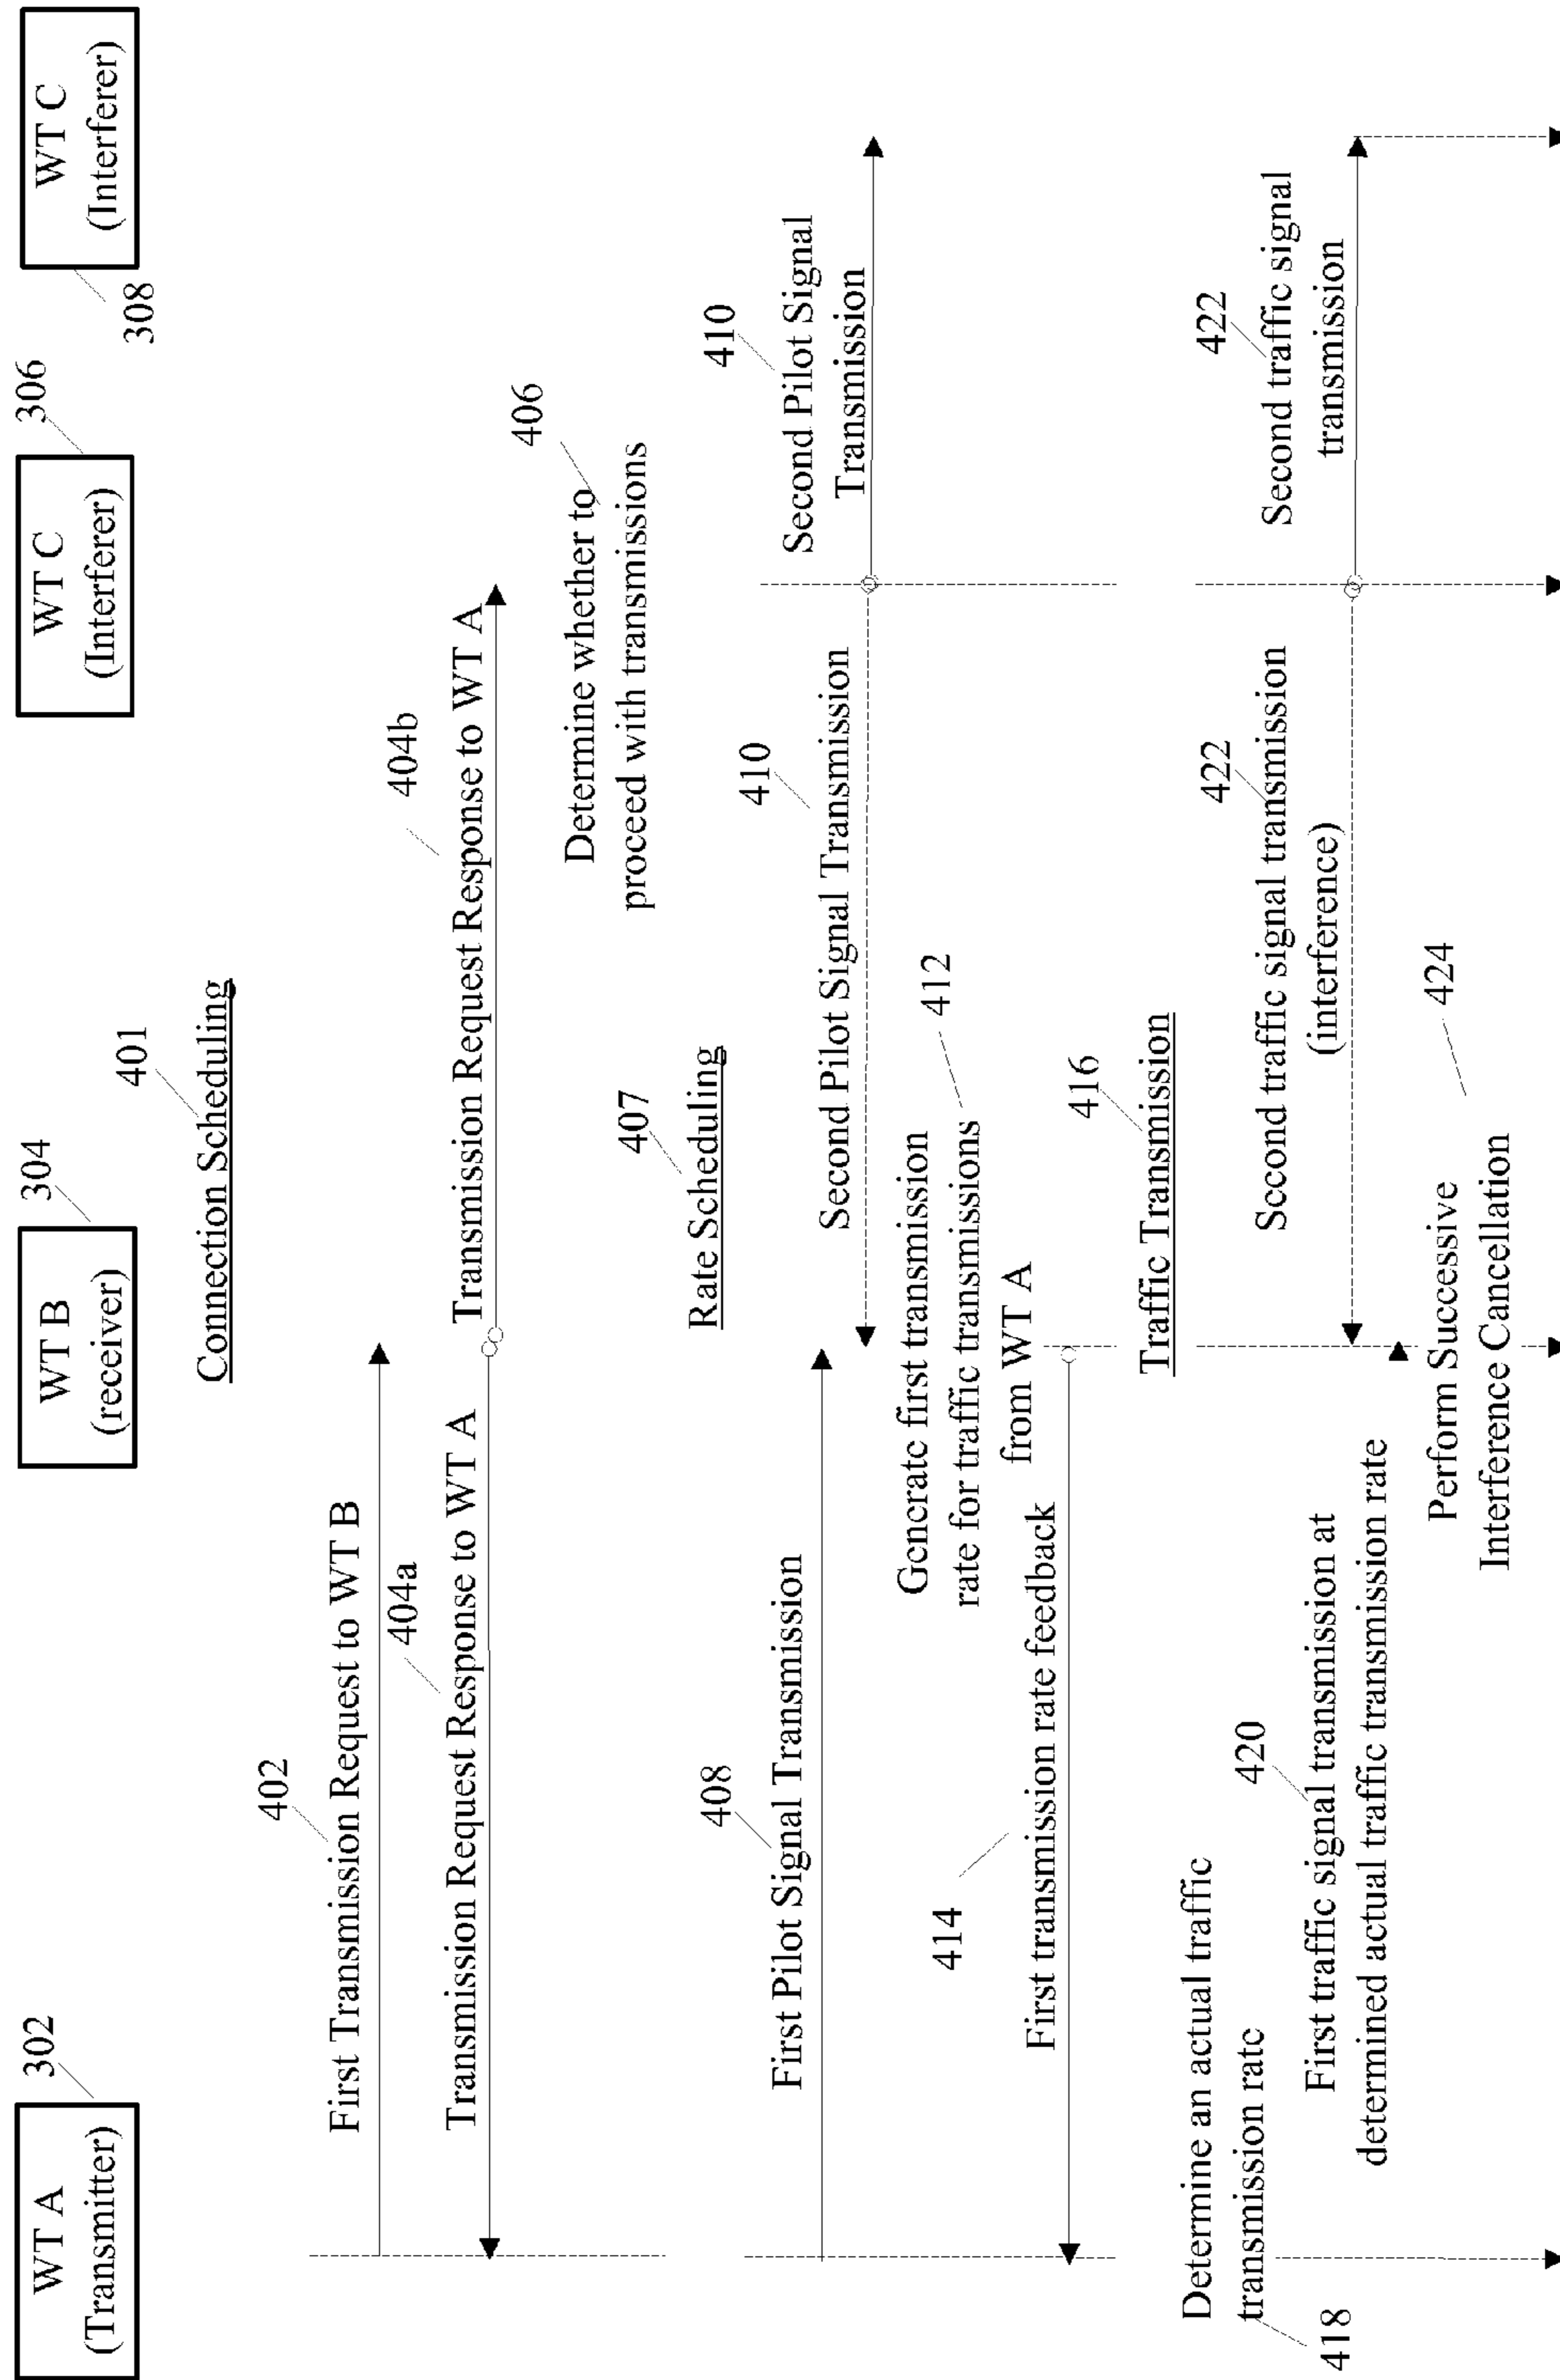 WT A
(Transmitter)
302
WT B
(receiver)
304
WT C
(Interferer)
306
WT C
(Interferer)
308
401
Connection Scheduling
402
First Transmission Request to WT B
404a
Transmission Request Response to WT A
404b
Transmission Request Response to WT A
406
Determine whether to
proceed with transmissions
407
Rate Scheduling
408
First Pilot Signal Transmission
410
Second Pilot Signal Transmission
410
Second Pilot Signal
Transmission
412
Generate first transmission
rate for traffic transmissions
from WT A
414
First transmission rate feedback
416
Traffic Transmission
Determine an actual traffic
transmission rate
418
420
First traffic signal transmission at
determined actual traffic transmission rate
422
Second traffic signal transmission
(interference)
422
Second traffic signal
transmission
424
Perform Successive
Interference Cancellation